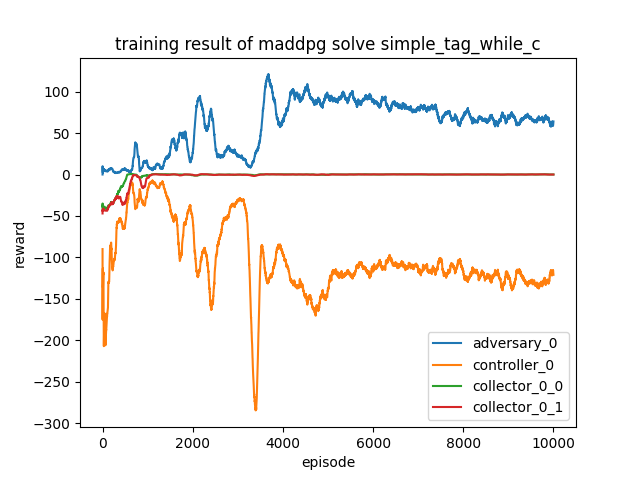 training result of maddpg solve simple_tag_while_c
reward
100
50
0
−50
−100
−150
−200
−250
−300
0
2000
4000
6000
8000
10000
episode
adversary_0
controller_0
collector_0_0
collector_0_1